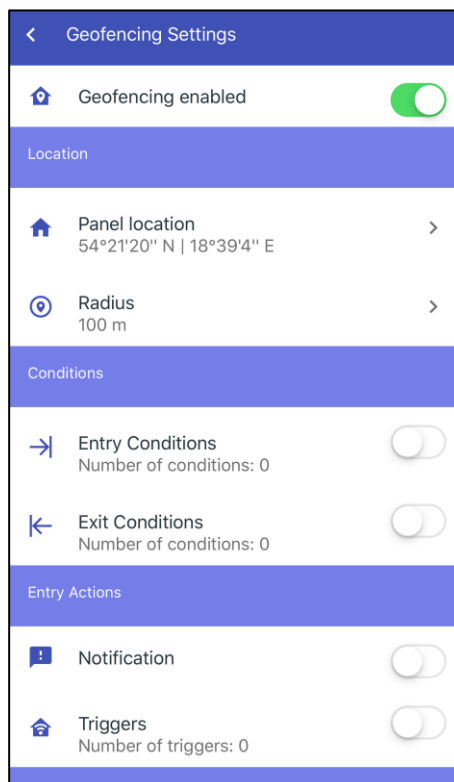 Geofencing Settings
Geofencing enabled
Location
Panel location
54°21'20'' N | 18°39'4'' E
Radius
100 m
Conditions
Entry Conditions
Number of conditions: 0
Exit Conditions
Number of conditions: 0
Entry Actions
Notification
Triggers
Number of triggers: 0